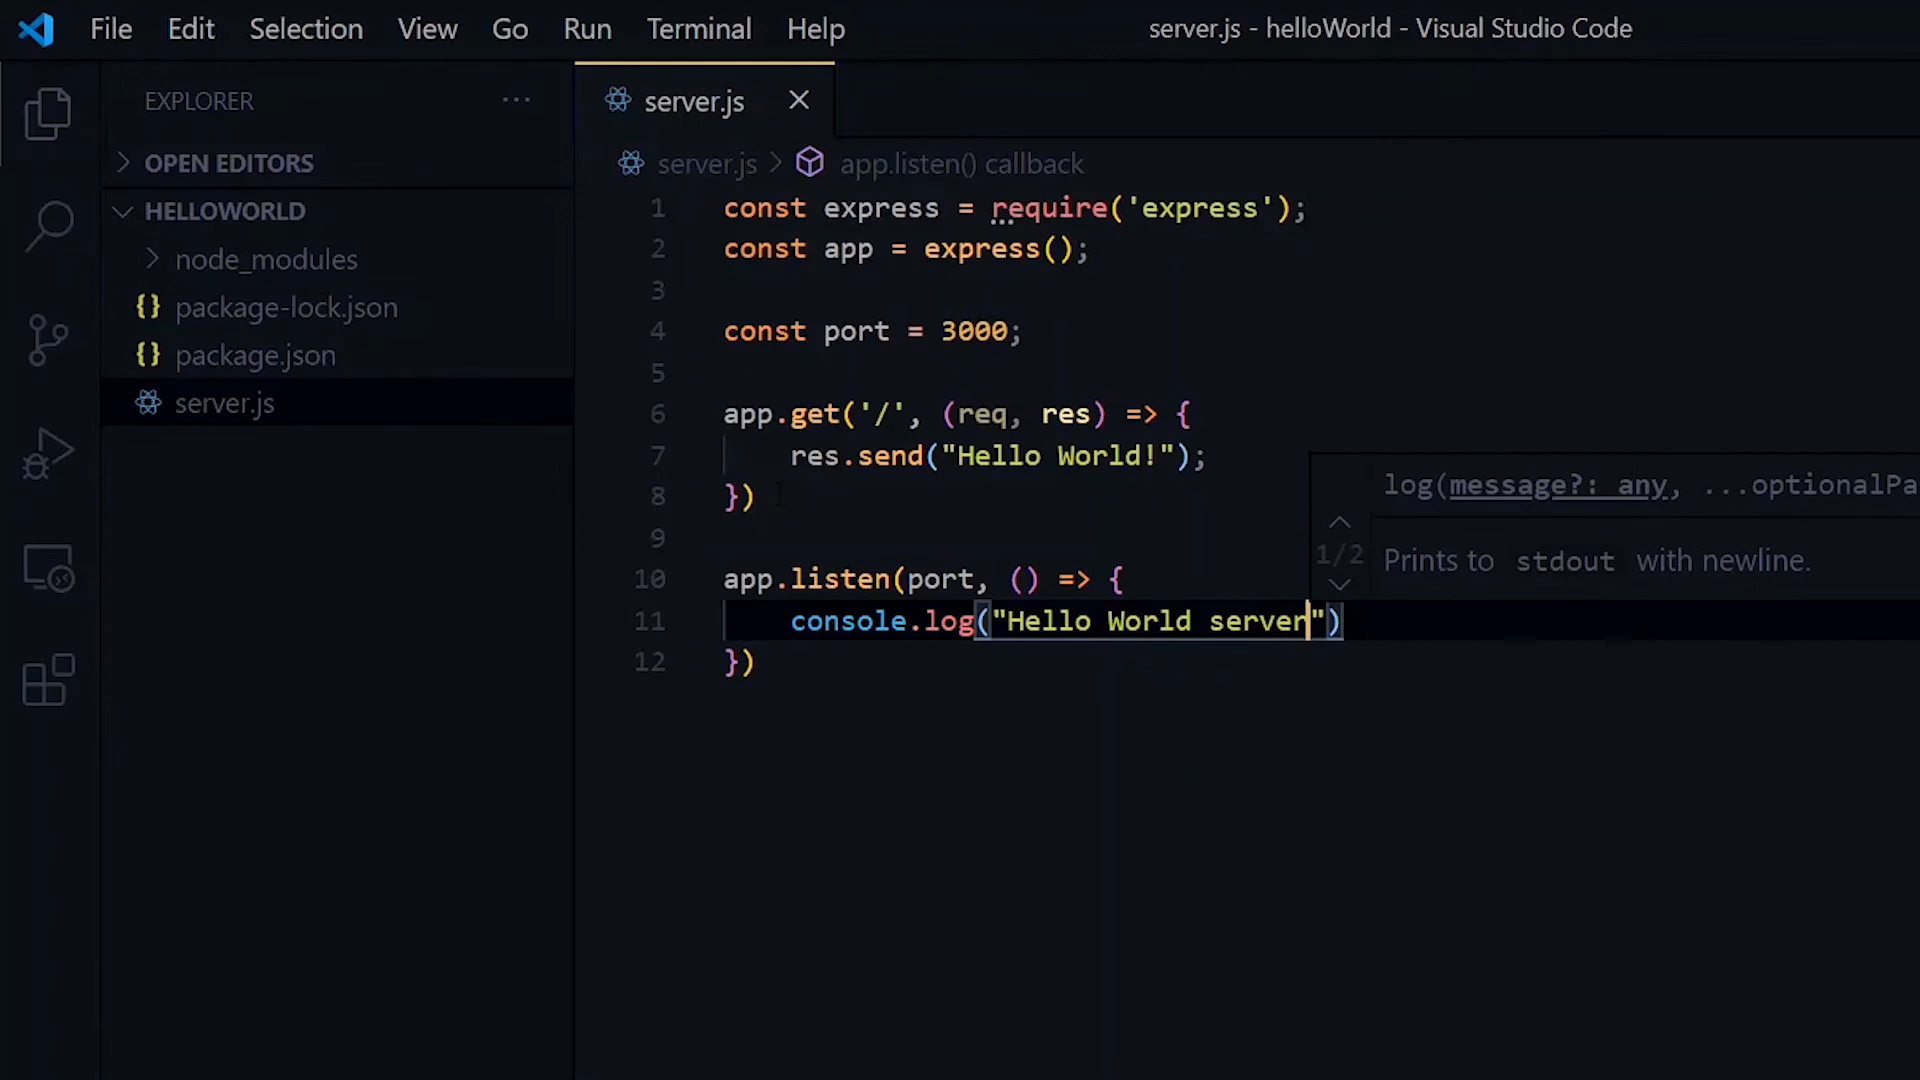 File Edit Selection View Go Run Terminal Help server.js - helloWorld - Visual Studio Code
EXPLORER ···
server.js
OPEN EDITORS
server.js > app.listen() callback
HELLOWORLD
node_modules
{} package-lock.json
{} package.json
server.js
1 const express = require('express');
2 const app = express();
3
4 const port = 3000;
5
6 app.get('/', (req, res) => {
7 res.send("Hello World!");
8 })
9
10 app.listen(port, () => {
11 console.log("Hello World server")
12 })
log(message?: any, ...optionalPa
1/2 Prints to stdout with newline.